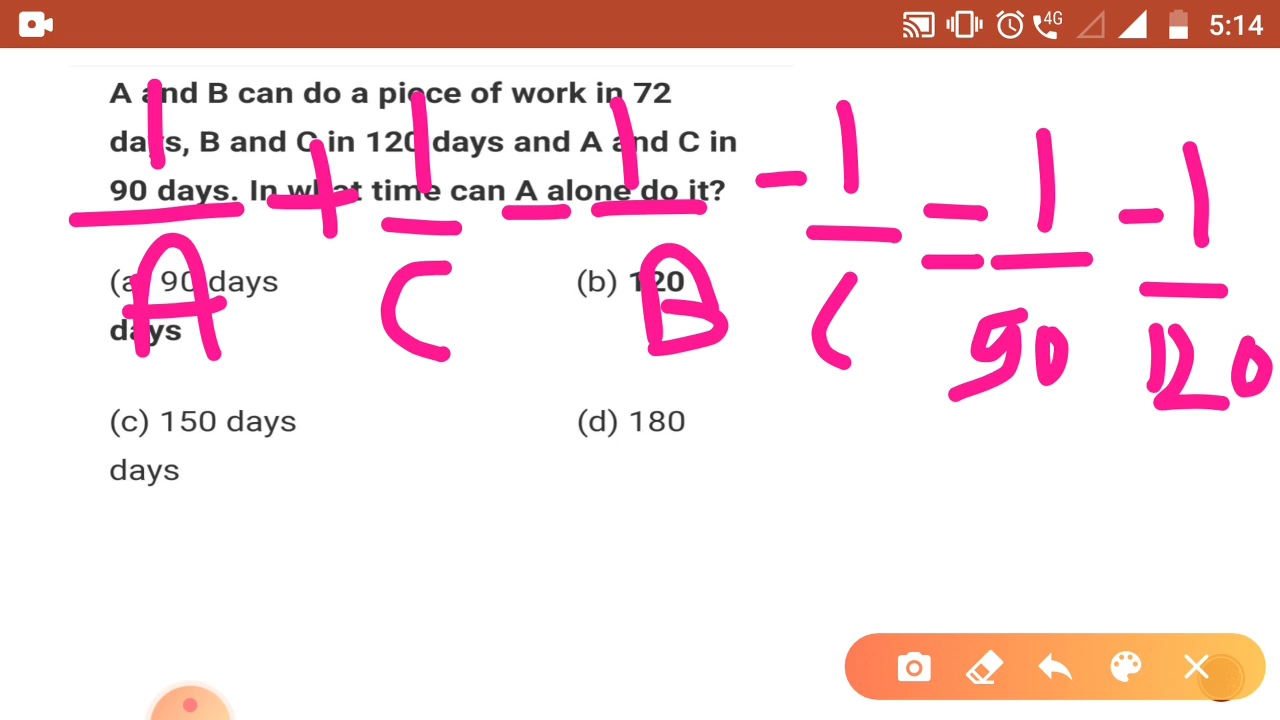 4G 5:14
A and B can do a piece of work in 72
days, B and C in 120 days and A and C in
90 days. In what time can A alone do it?
1/A + 1/C - 1/B - 1/C = 1/90 - 1/120
(a) 90 days (b) 120
days
(c) 150 days (d) 180
days